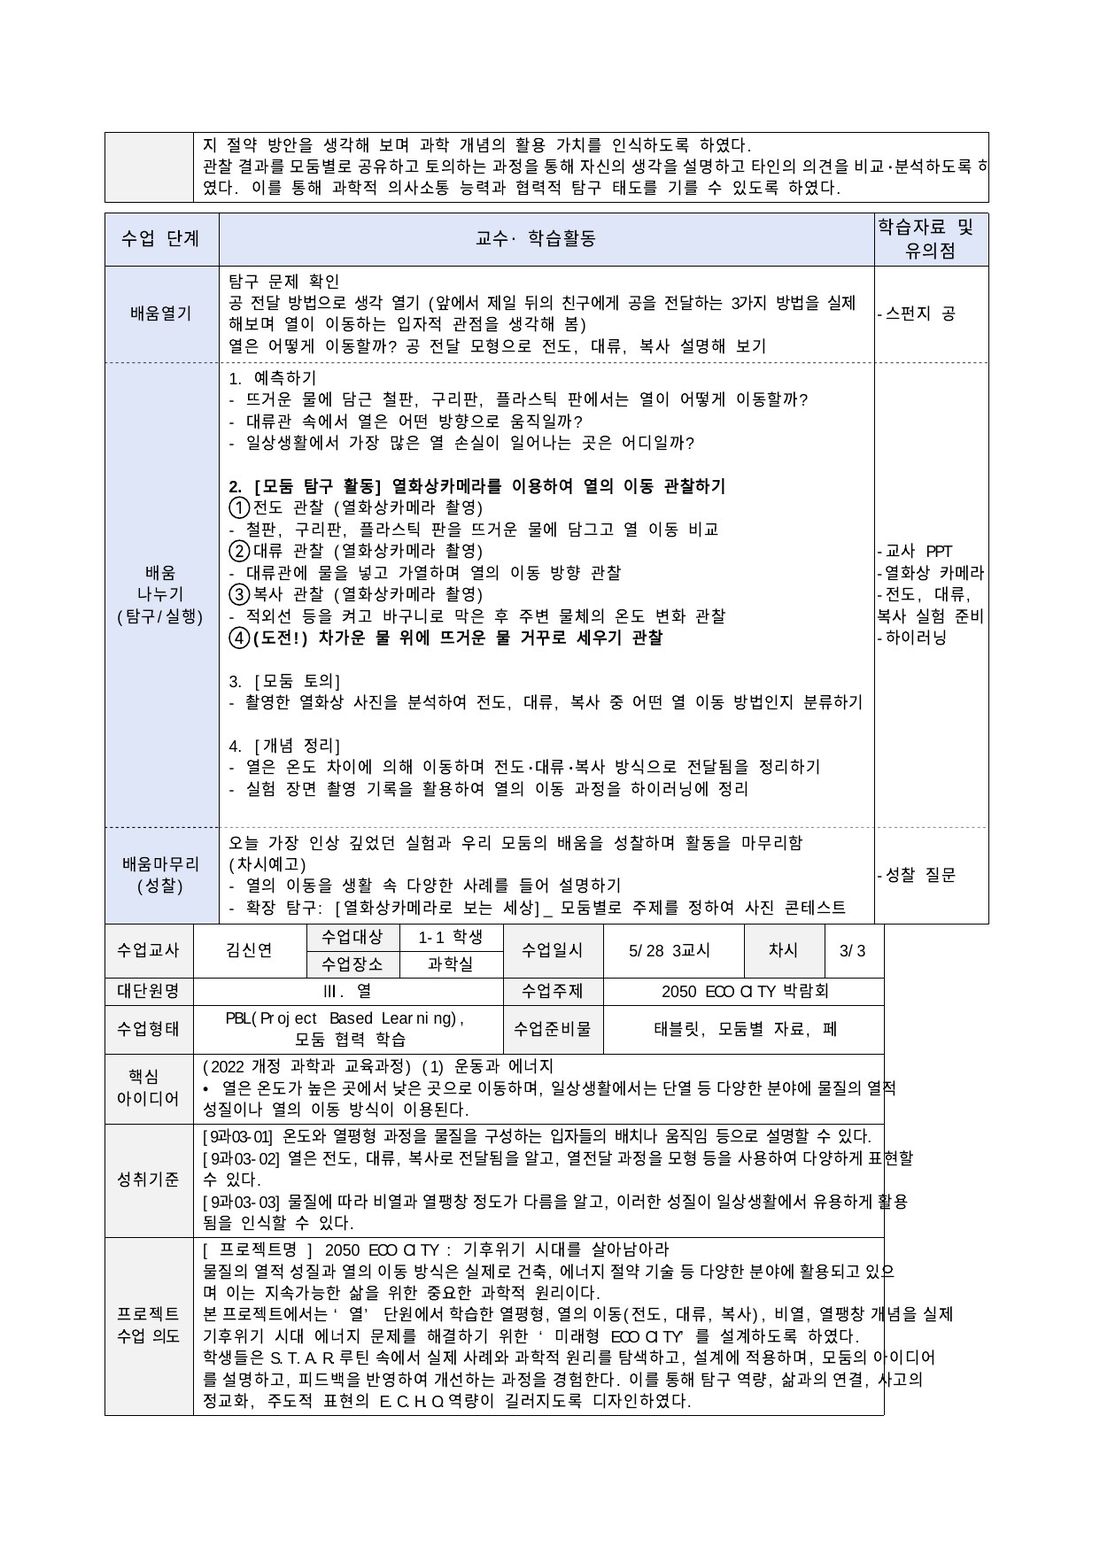 지 절약 방안을 생각해 보며 과학 개념의 활용 가치를 인식하도록 하였다.
관찰 결과를 모둠별로 공유하고 토의하는 과정을 통해 자신의 생각을 설명하고 타인의 의견을 비교·분석하도록 하
였다. 이를 통해 과학적 의사소통 능력과 협력적 탐구 태도를 기를 수 있도록 하였다.
수업 단계
교수· 학습활동
학습자료 및
유의점
배움열기
탐구 문제 확인
공 전달 방법으로 생각 열기 (앞에서 제일 뒤의 친구에게 공을 전달하는 3가지 방법을 실제
해보며 열이 이동하는 입자적 관점을 생각해 봄)
열은 어떻게 이동할까? 공 전달 모형으로 전도, 대류, 복사 설명해 보기
-스펀지 공
배움
나누기
(탐구/실행)
1. 예측하기
- 뜨거운 물에 담근 철판, 구리판, 플라스틱 판에서는 열이 어떻게 이동할까?
- 대류관 속에서 열은 어떤 방향으로 움직일까?
- 일상생활에서 가장 많은 열 손실이 일어나는 곳은 어디일까?
2. [모둠 탐구 활동] 열화상카메라를 이용하여 열의 이동 관찰하기
①전도 관찰 (열화상카메라 촬영)
- 철판, 구리판, 플라스틱 판을 뜨거운 물에 담그고 열 이동 비교
②대류 관찰 (열화상카메라 촬영)
- 대류관에 물을 넣고 가열하며 열의 이동 방향 관찰
③복사 관찰 (열화상카메라 촬영)
- 적외선 등을 켜고 바구니로 막은 후 주변 물체의 온도 변화 관찰
④(도전!) 차가운 물 위에 뜨거운 물 거꾸로 세우기 관찰
3. [모둠 토의]
- 촬영한 열화상 사진을 분석하여 전도, 대류, 복사 중 어떤 열 이동 방법인지 분류하기
4. [개념 정리]
- 열은 온도 차이에 의해 이동하며 전도·대류·복사 방식으로 전달됨을 정리하기
- 실험 장면 촬영 기록을 활용하여 열의 이동 과정을 하이러닝에 정리
-교사 PPT
-열화상 카메라
-전도, 대류,
복사 실험 준비
-하이러닝
배움마무리
(성찰)
오늘 가장 인상 깊었던 실험과 우리 모둠의 배움을 성찰하며 활동을 마무리함
(차시예고)
- 열의 이동을 생활 속 다양한 사례를 들어 설명하기
- 확장 탐구: [열화상카메라로 보는 세상]_ 모둠별로 주제를 정하여 사진 콘테스트
-성찰 질문
수업교사
김신연
수업대상
1-1 학생
수업장소
과학실
수업일시
5/28 3교시
차시
3/3
대단원명
Ⅲ. 열
수업주제
2050 ECO CITY 박람회
수업형태
PBL(Project Based Learning),
모둠 협력 학습
수업준비물
태블릿, 모둠별 자료, 페
핵심
아이디어
(2022 개정 과학과 교육과정) (1) 운동과 에너지
• 열은 온도가 높은 곳에서 낮은 곳으로 이동하며, 일상생활에서는 단열 등 다양한 분야에 물질의 열적
성질이나 열의 이동 방식이 이용된다.
성취기준
[9과03-01] 온도와 열평형 과정을 물질을 구성하는 입자들의 배치나 움직임 등으로 설명할 수 있다.
[9과03-02] 열은 전도, 대류, 복사로 전달됨을 알고, 열전달 과정을 모형 등을 사용하여 다양하게 표현할
수 있다.
[9과03-03] 물질에 따라 비열과 열팽창 정도가 다름을 알고, 이러한 성질이 일상생활에서 유용하게 활용
됨을 인식할 수 있다.
프로젝트
수업 의도
[ 프로젝트명 ] 2050 ECO CITY : 기후위기 시대를 살아남아라
물질의 열적 성질과 열의 이동 방식은 실제로 건축, 에너지 절약 기술 등 다양한 분야에 활용되고 있으
며 이는 지속가능한 삶을 위한 중요한 과학적 원리이다.
본 프로젝트에서는 ‘열’ 단원에서 학습한 열평형, 열의 이동(전도, 대류, 복사), 비열, 열팽창 개념을 실제
기후위기 시대 에너지 문제를 해결하기 위한 ‘미래형 ECO CITY’ 를 설계하도록 하였다.
학생들은 S.T.A.R 루틴 속에서 실제 사례와 과학적 원리를 탐색하고, 설계에 적용하며, 모둠의 아이디어
를 설명하고, 피드백을 반영하여 개선하는 과정을 경험한다. 이를 통해 탐구 역량, 삶과의 연결, 사고의
정교화, 주도적 표현의 E.C.H.O 역량이 길러지도록 디자인하였다.